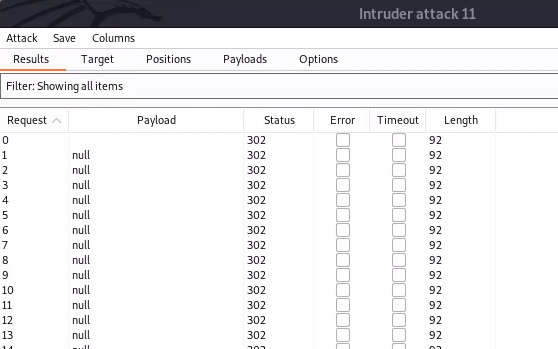 Intruder attack 11
Attack Save Columns
Results Target Positions Payloads Options
Filter: Showing all items
Request Payload Status Error Timeout Length
0 302 92
1 null 302 92
2 null 302 92
3 null 302 92
4 null 302 92
5 null 302 92
6 null 302 92
7 null 302 92
8 null 302 92
9 null 302 92
10 null 302 92
11 null 302 92
12 null 302 92
13 null 302 92
14 null 302 92